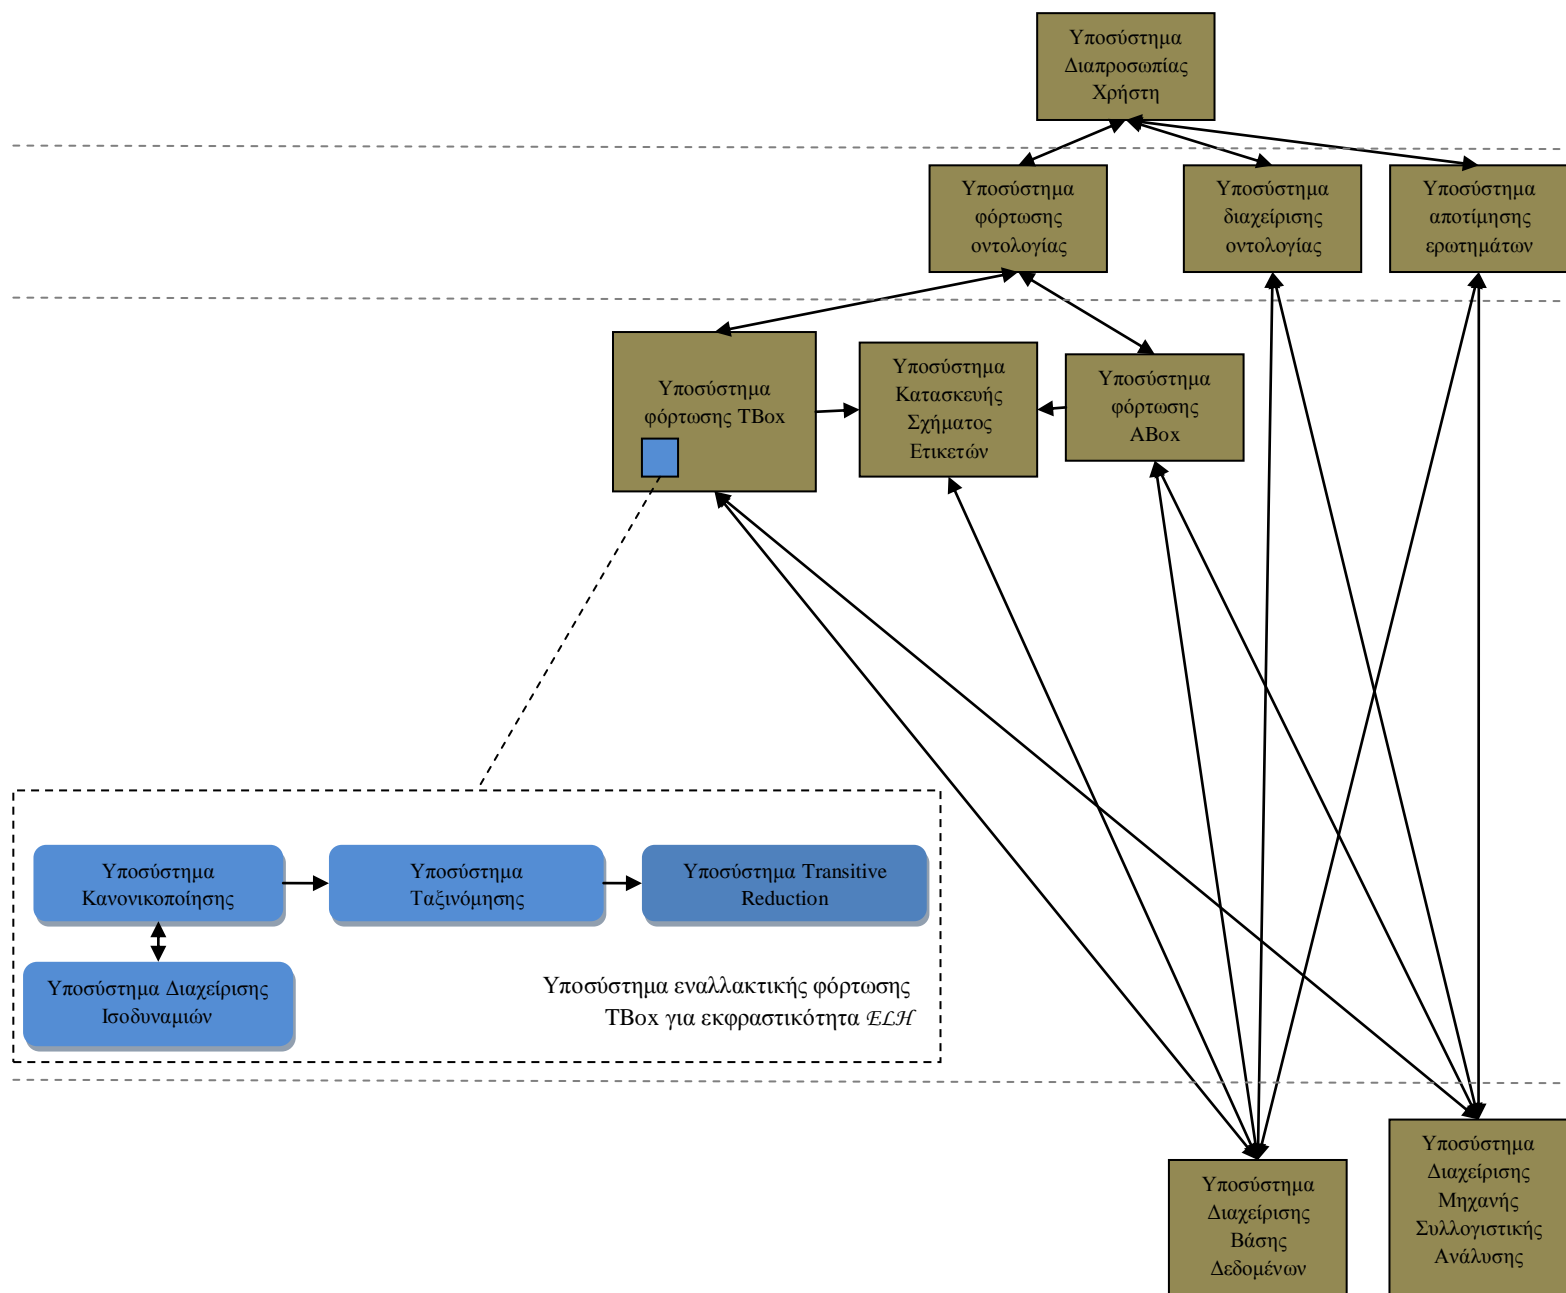 Υποσύστημα
Διαπροσωπίας
Χρήστη
Υποσύστημα
φόρτωσης
οντολογίας
Υποσύστημα
διαχείρισης
οντολογίας
Υποσύστημα
αποτίμησης
ερωτημάτων
Υποσύστημα
φόρτωσης TBox
Υποσύστημα
Κατασκευής
Σχήματος
Ετικετών
Υποσύστημα
φόρτωσης
ABox
Υποσύστημα
Κανονικοποίησης
Υποσύστημα
Ταξινόμησης
Υποσύστημα Transitive
Reduction
Υποσύστημα Διαχείρισης
Ισοδυναμιών
Υποσύστημα εναλλακτικής φόρτωσης
TBox για εκφραστικότητα ℰℒℋ
Υποσύστημα
Διαχείρισης
Βάσης
Δεδομένων
Υποσύστημα
Διαχείρισης
Μηχανής
Συλλογιστικής
Ανάλυσης